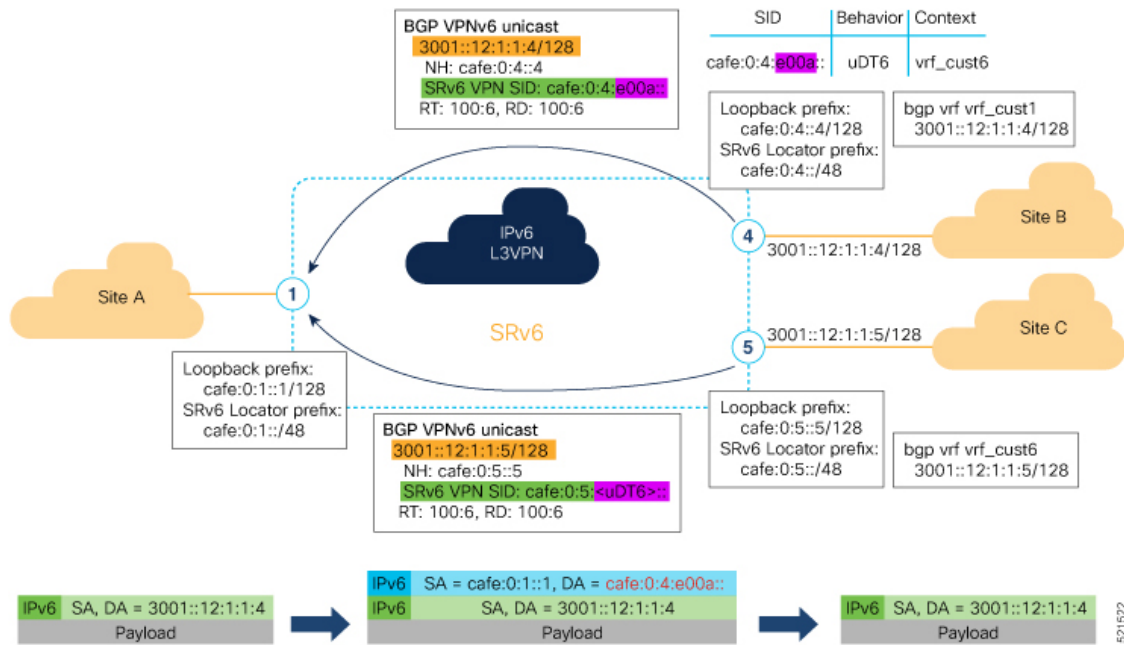 BGP VPNv6 unicast
3001::12:1:1:4/128
NH: cafe:0:4::4
SRv6 VPN SID: cafe:0:4:e00a::
RT: 100:6, RD: 100:6
SID Behavior Context
cafe:0:4:e00a:: uDT6 vrf_cust6
Loopback prefix:
cafe:0:4::4/128
SRv6 Locator prefix:
cafe:0:4::/48
bgp vrf vrf_cust1
3001::12:1:1:4/128
IPv6
L3VPN
Site A
1
SRv6
4
3001::12:1:1:4/128
Site B
5
3001::12:1:1:5/128
Site C
Loopback prefix:
cafe:0:1::1/128
SRv6 Locator prefix:
cafe:0:1::/48
BGP VPNv6 unicast
3001::12:1:1:5/128
NH: cafe:0:5::5
SRv6 VPN SID: cafe:0:5:<uDT6>::
RT: 100:6, RD: 100:6
Loopback prefix:
cafe:0:5::5/128
SRv6 Locator prefix:
cafe:0:5::/48
bgp vrf vrf_cust6
3001::12:1:1:5/128
IPv6 SA, DA = 3001::12:1:1:4
Payload
IPv6 SA = cafe:0:1::1, DA = cafe:0:4:e00a::
IPv6 SA, DA = 3001::12:1:1:4
Payload
IPv6 SA, DA = 3001::12:1:1:4
Payload
521522